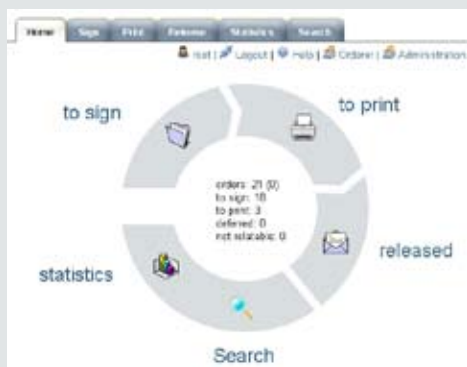 Home Sign Print Release Statistics Search
root | Logout | Help | Orderer | Administration
to sign
to print
orders: 21 (0)
to sign: 18
to print: 3
deferred: 0
not relatable: 0
released
statistics
Search